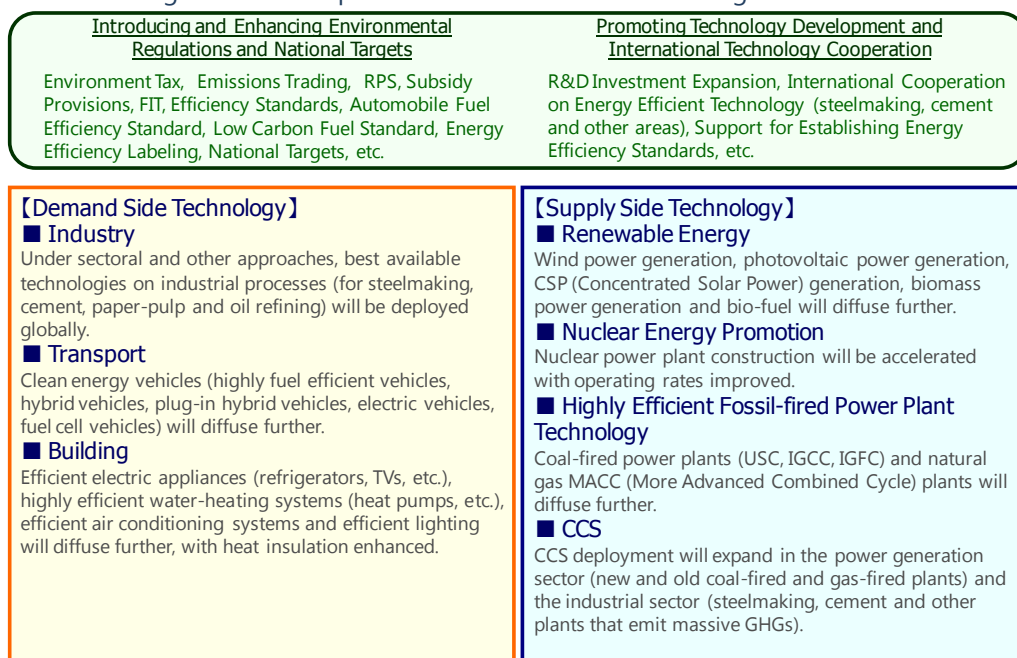 Introducing and Enhancing Environmental
Regulations and National Targets
Environment Tax, Emissions Trading, RPS, Subsidy
Provisions, FIT, Efficiency Standards, Automobile Fuel
Efficiency Standard, Low Carbon Fuel Standard, Energy
Efficiency Labeling, National Targets, etc.
Promoting Technology Development and
International Technology Cooperation
R&D Investment Expansion, International Cooperation
on Energy Efficient Technology (steelmaking, cement
and other areas), Support for Establishing Energy
Efficiency Standards, etc.
【Demand Side Technology】
■ Industry
Under sectoral and other approaches, best available
technologies on industrial processes (for steelmaking,
cement, paper-pulp and oil refining) will be deployed
globally.
■ Transport
Clean energy vehicles (highly fuel efficient vehicles,
hybrid vehicles, plug-in hybrid vehicles, electric vehicles,
fuel cell vehicles) will diffuse further.
■ Building
Efficient electric appliances (refrigerators, TVs, etc.),
highly efficient water-heating systems (heat pumps, etc.),
efficient air conditioning systems and efficient lighting
will diffuse further, with heat insulation enhanced.
【Supply Side Technology】
■ Renewable Energy
Wind power generation, photovoltaic power generation,
CSP (Concentrated Solar Power) generation, biomass
power generation and bio-fuel will diffuse further.
■ Nuclear Energy Promotion
Nuclear power plant construction will be accelerated
with operating rates improved.
■ Highly Efficient Fossil-fired Power Plant
Technology
Coal-fired power plants (USC, IGCC, IGFC) and natural
gas MACC (More Advanced Combined Cycle) plants will
diffuse further.
■ CCS
CCS deployment will expand in the power generation
sector (new and old coal-fired and gas-fired plants) and
the industrial sector (steelmaking, cement and other
plants that emit massive GHGs).